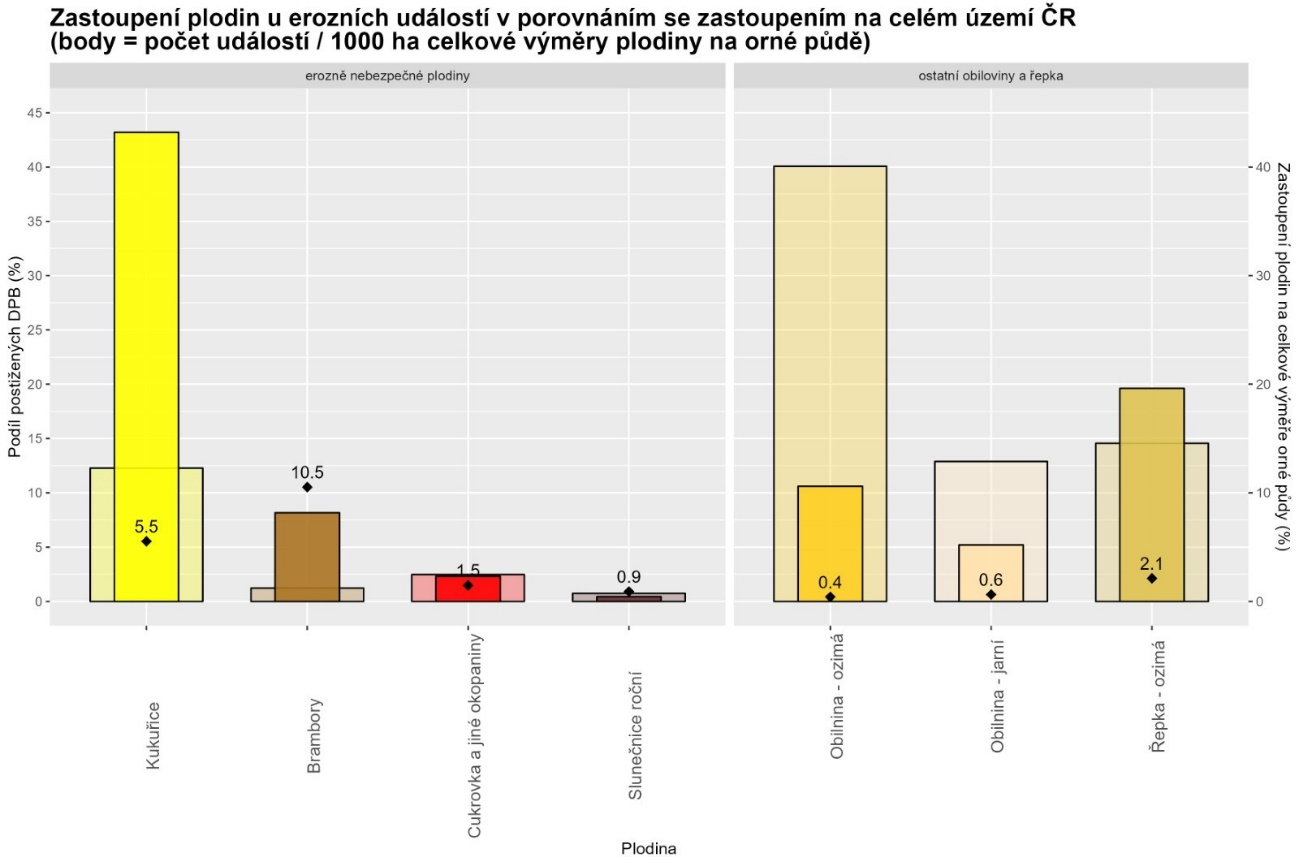 Zastoupení plodin u erozních událostí v porovnáním se zastoupením na celém území ČR
(body = počet událostí / 1000 ha celkové výměry plodiny na orné půdě)
erozně nebezpečné plodiny
ostatní obiloviny a řepka
Podíl postižených DPB (%)
45
40
35
30
25
20
15
10
5
0
5.5
10.5
1.5
0.9
0.4
0.6
2.1
40
30
20
10
0
Zastoupení plodin na celkové výměře orné půdy (%)
Kukuřice
Brambory
Cukrovka a jiné okopaniny
Slunečnice roční
Obilnina - ozimá
Obilnina - jarní
Řepka - ozimá
Plodina